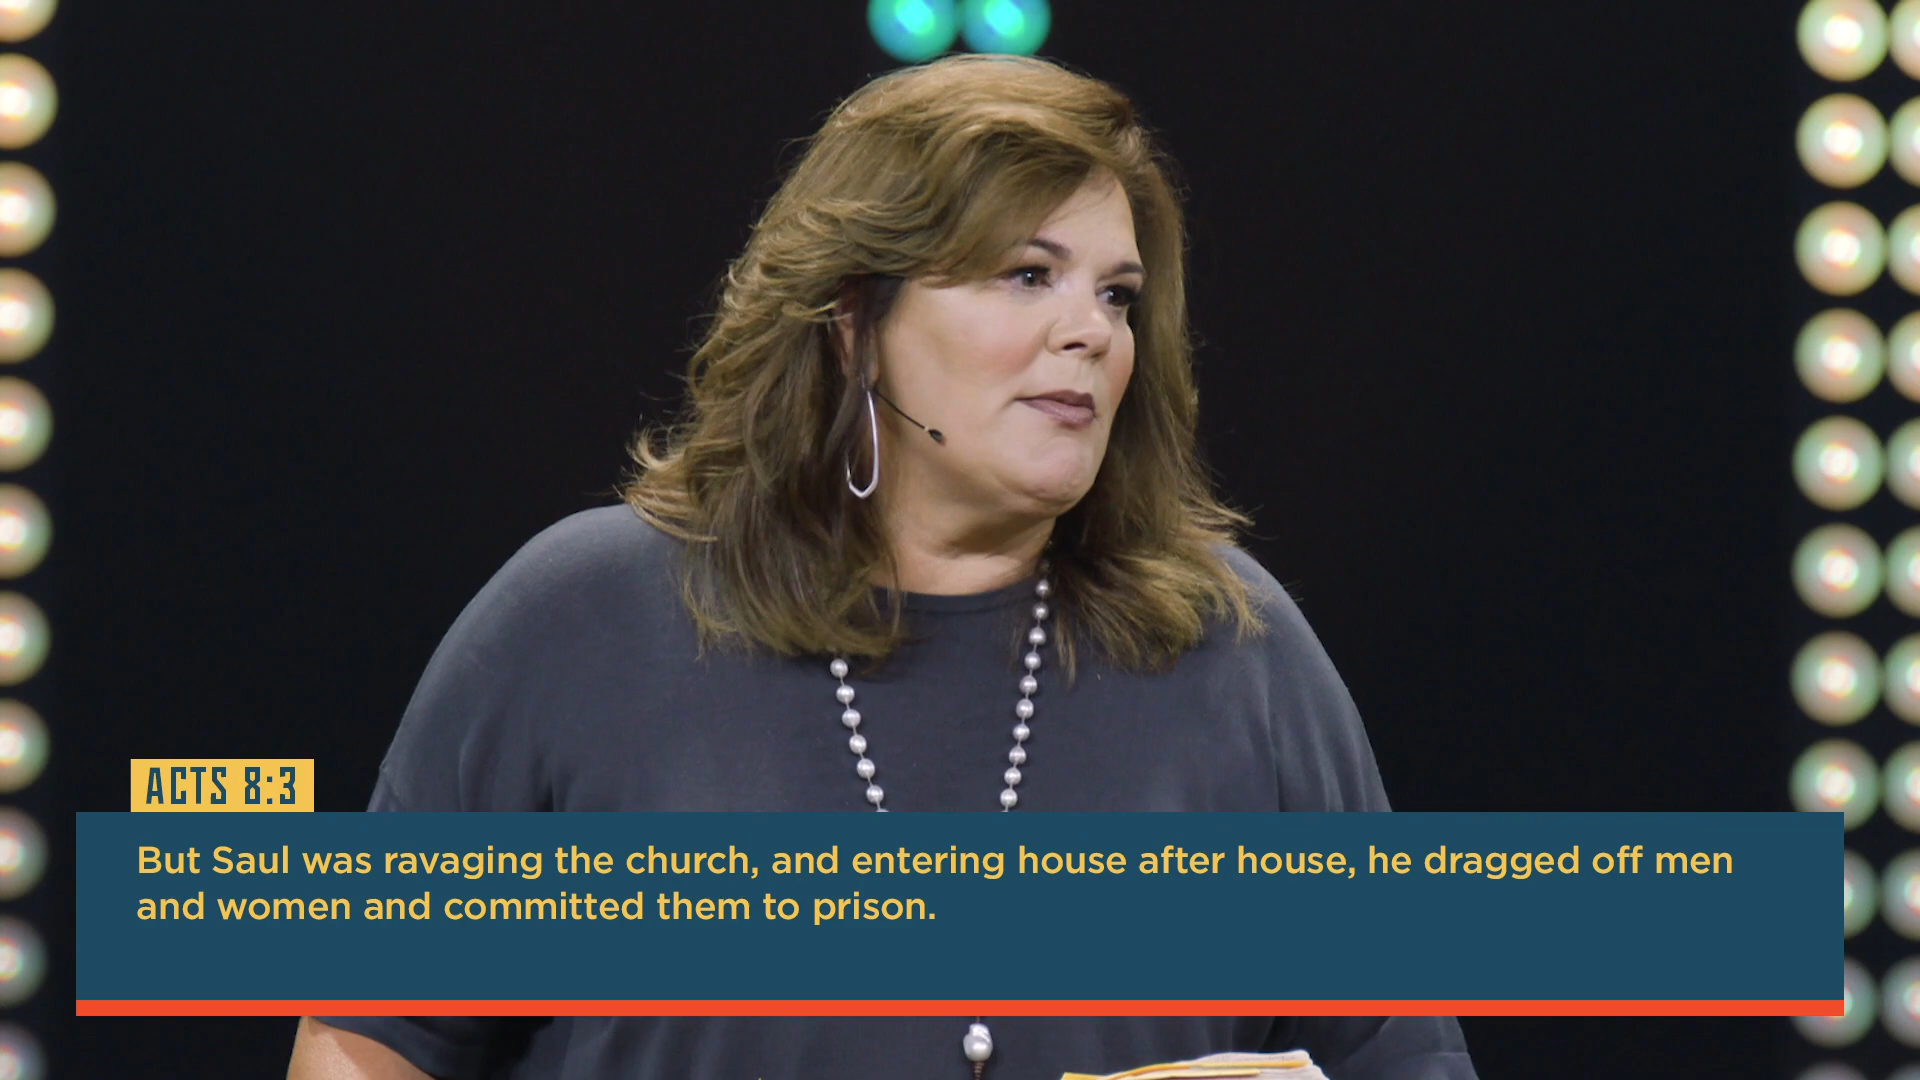 ACTS 8:3
But Saul was ravaging the church, and entering house after house, he dragged off men
and women and committed them to prison.